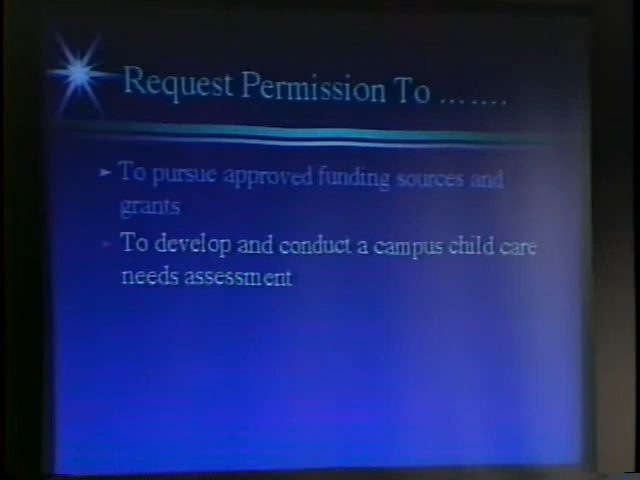 Request Permission To .......
To pursue approved funding sources and
grants
To develop and conduct a campus child care
needs assessment